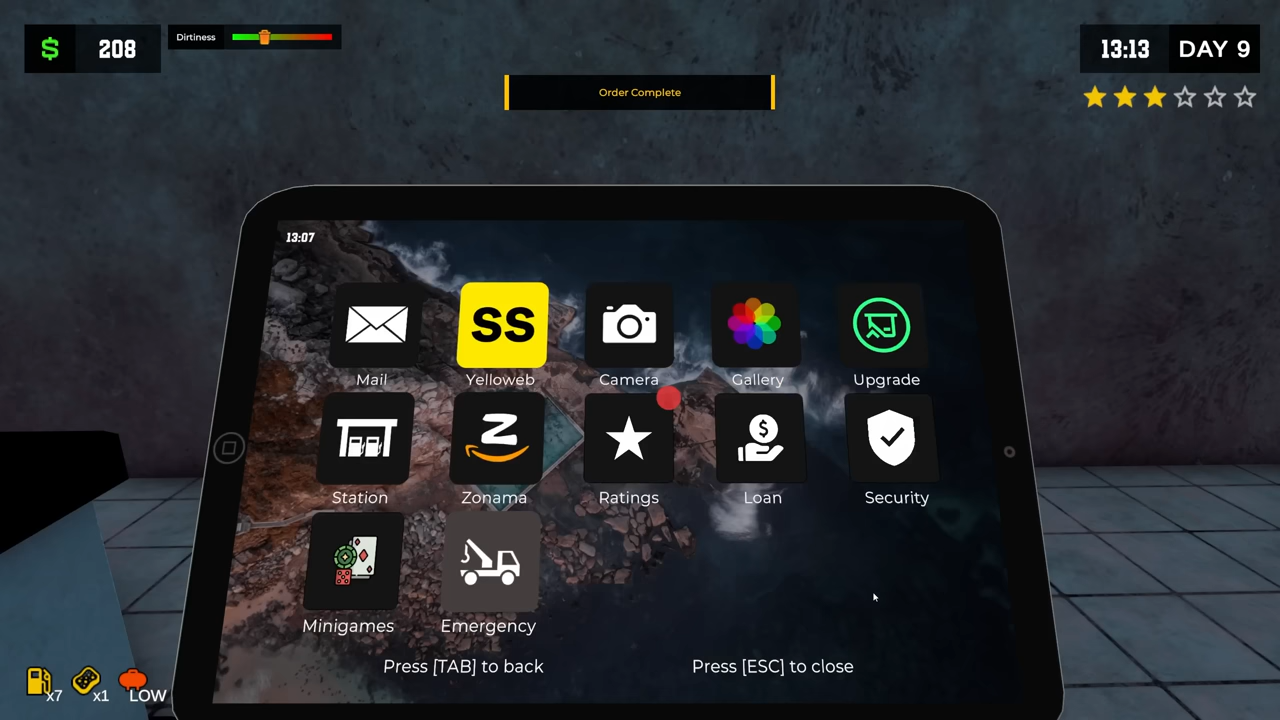 $ 208
Dirtiness
Order Complete
13:13 DAY 9
13:07
SS
Mail Yelloweb Camera Gallery Upgrade
Z
$
Station Zonama Ratings Loan Security
Minigames Emergency
Press [TAB] to back Press [ESC] to close
x7 x1 LOW